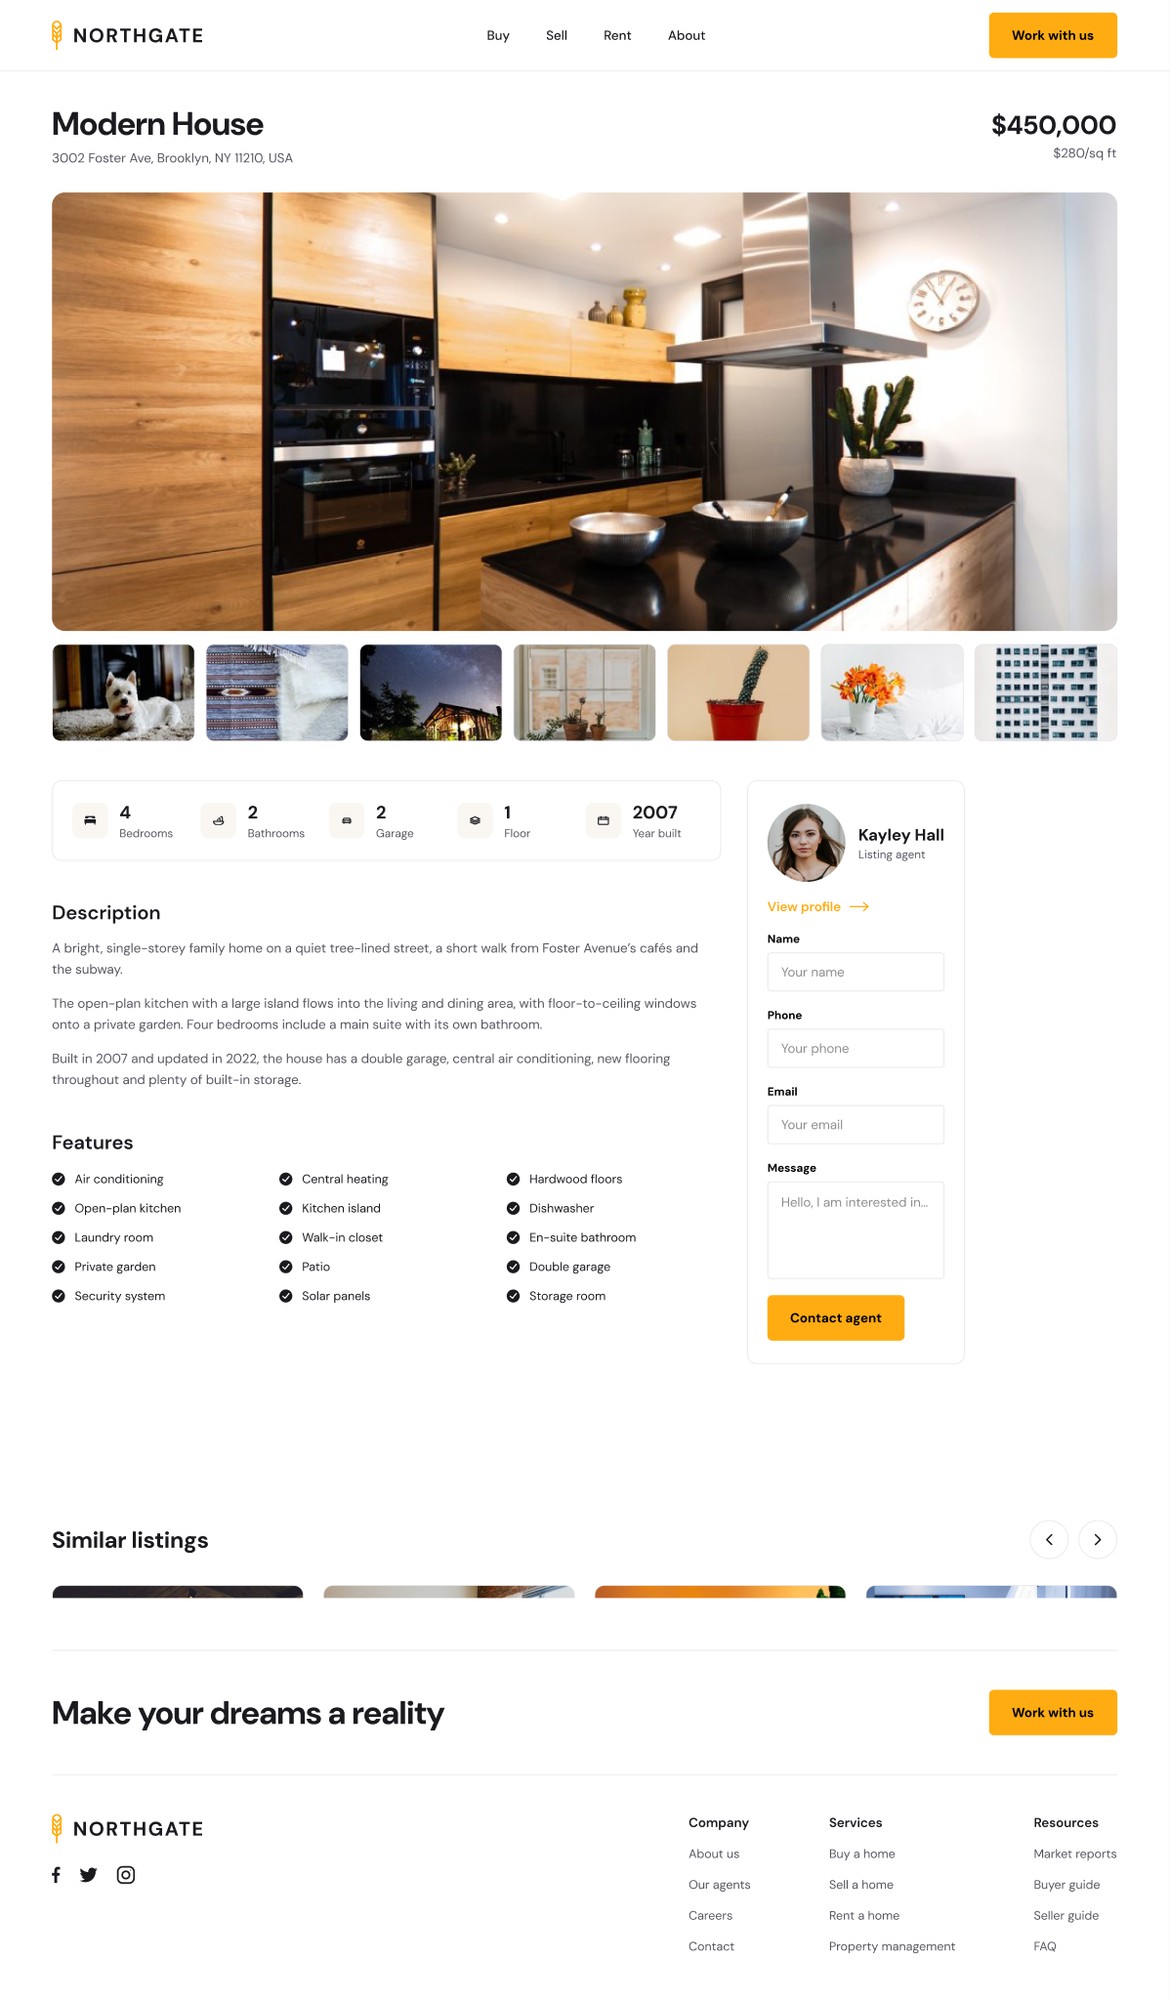 NORTHGATE
Buy
Sell
Rent
About
Work with us
Modern House
$450,000
3002 Foster Ave, Brooklyn, NY 11210, USA
$280/sq ft
4
Bedrooms
2
Bathrooms
2
Garage
1
Floor
2007
Year built
Description
A bright, single-storey family home on a quiet tree-lined street, a short walk from Foster Avenue's cafés and
the subway.
The open-plan kitchen with a large island flows into the living and dining area, with floor-to-ceiling windows
onto a private garden. Four bedrooms include a main suite with its own bathroom.
Built in 2007 and updated in 2022, the house has a double garage, central air conditioning, new flooring
throughout and plenty of built-in storage.
Features
Air conditioning
Central heating
Hardwood floors
Open-plan kitchen
Kitchen island
Dishwasher
Laundry room
Walk-in closet
En-suite bathroom
Private garden
Patio
Double garage
Security system
Solar panels
Storage room
Kayley Hall
Listing agent
View profile
Name
Your name
Phone
Your phone
Email
Your email
Message
Hello, I am interested in...
Contact agent
Similar listings
Make your dreams a reality
Work with us
NORTHGATE
Company
About us
Our agents
Careers
Contact
Services
Buy a home
Sell a home
Rent a home
Property management
Resources
Market reports
Buyer guide
Seller guide
FAQ